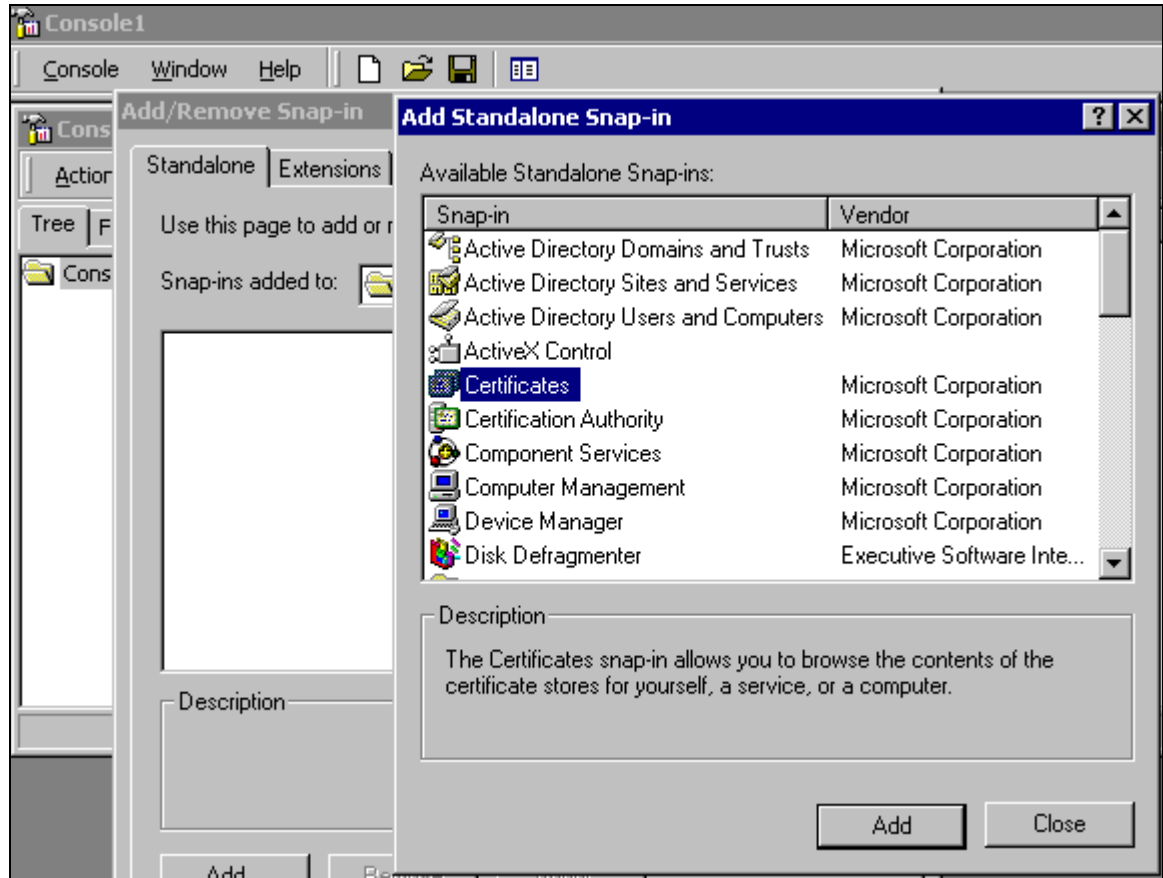 Console1
Console Window Help
Add/Remove Snap-in
Cons
Action
Tree F
Cons
Standalone Extensions
Use this page to add or r
Snap-ins added to:
Description
Add...
Add Standalone Snap-in
Available Standalone Snap-ins:
Snap-in Vendor
Active Directory Domains and Trusts Microsoft Corporation
Active Directory Sites and Services Microsoft Corporation
Active Directory Users and Computers Microsoft Corporation
ActiveX Control
Certificates Microsoft Corporation
Certification Authority Microsoft Corporation
Component Services Microsoft Corporation
Computer Management Microsoft Corporation
Device Manager Microsoft Corporation
Disk Defragmenter Executive Software Inte...
Description
The Certificates snap-in allows you to browse the contents of the
certificate stores for yourself, a service, or a computer.
Add Close